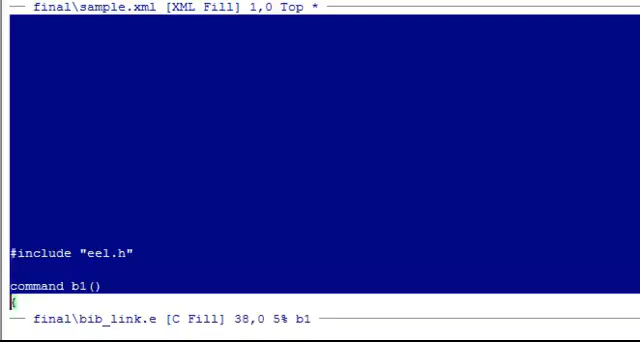 final\sample.xml [XML Fill] 1,0 Top *
#include "eel.h"
command b1()
{
final\bib_link.e [C Fill] 38,0 5% b1